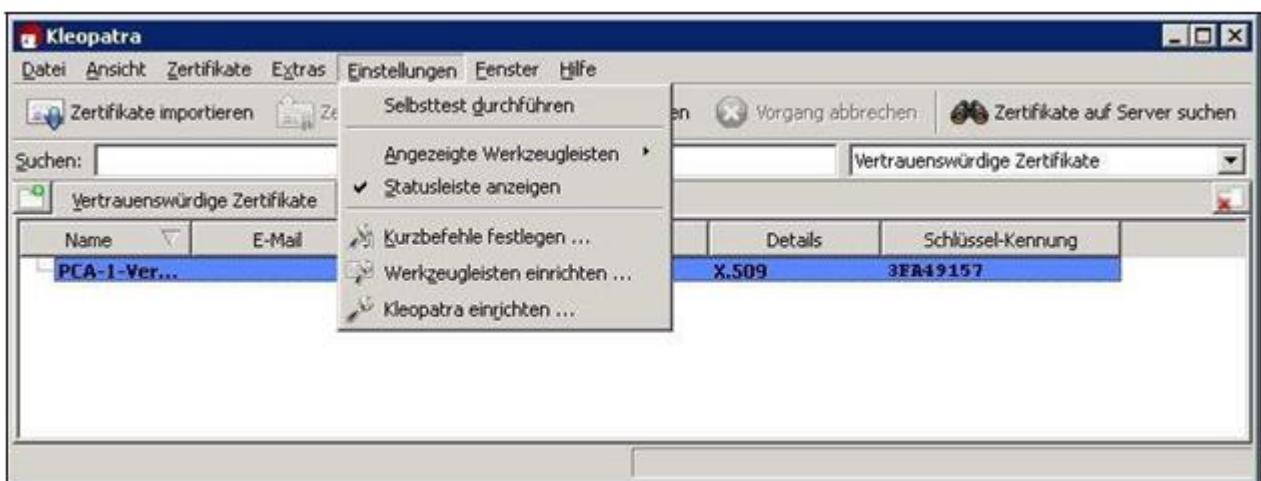 Kleopatra
Datei Ansicht Zertifikate Extras Einstellungen Fenster Hilfe
Zertifikate importieren Vorgang abbrechen Zertifikate auf Server suchen
Selbsttest durchführen
Suchen: Vertrauenswürdige Zertifikate
Angezeigte Werkzeugleisten
Vertrauenswürdige Zertifikate
Statusleiste anzeigen
Name E-Mail Details Schlüssel-Kennung
Kurzbefehle festlegen ...
PCA-1-Ver... X.509 3FA49157
Werkzeugleisten einrichten ...
Kleopatra einrichten ...